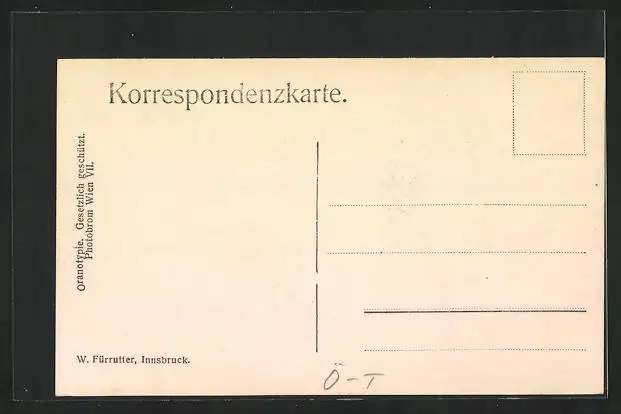 Korrespondenzkarte.
Oranotypie. Gesetzlich geschützt.
Photobrom Wien VII.
W. Fürrutter, Innsbruck.
Ö-T